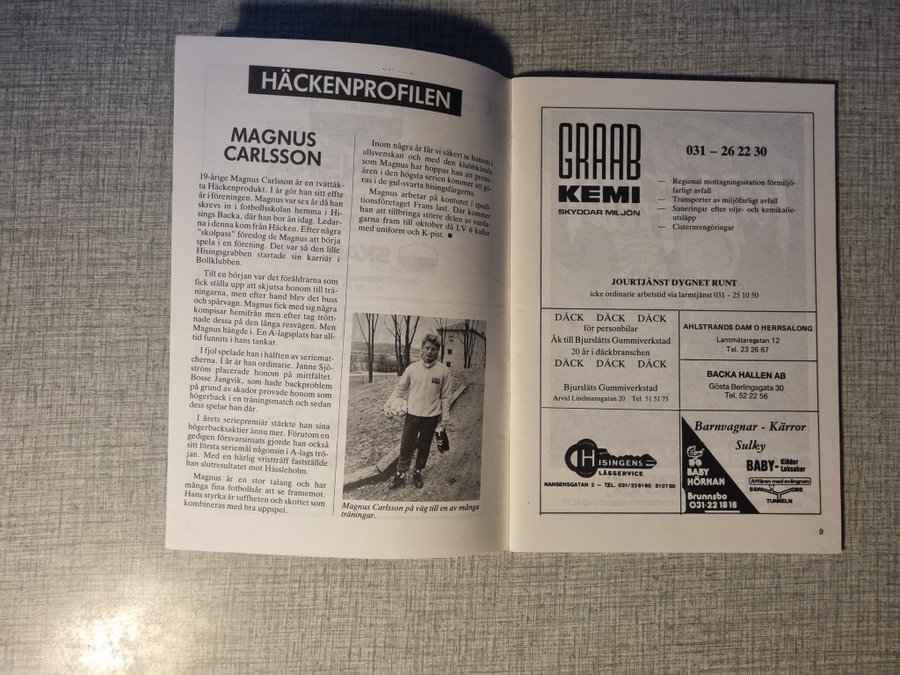 HÄCKENPROFILEN
MAGNUS
CARLSSON
19-årige Magnus Carlsson är en tvättäk-
ta Häckenprodukt. I år gör han sitt elfte
år i föreningen. Magnus var sex år då han
skrevs in i fotbollsskolan hemma i Hi-
sings Backa, där han bor än idag. Ledar-
na i denna kom från Häcken. Efter några
"skolpass" föreslog de Magnus att börja
spela i en förening. Det var så den lille
Hisingsgrabben startade sin karriär i
Bollklubben.
Till en början var det föräldrarna som
fick ställa upp att skjutsa honom till trä-
ningarna, men efter hand blev det buss
och spårvagn. Magnus fick med sig några
kompisar hemifrån men efter tag trött-
nade dessa på den långa resvägen. Men
Magnus hängde i. En A-lagsplats har all-
tid funnits i hans tankar.
I fjol spelade han i hälften av seriemat-
cherna. I år är han ordinarie. Janne Sjö-
ström placerade honom på mittfältet.
Bosse Jangvik, som hade backproblem
på grund av skador provade honom som
högerback i en träningsmatch och sedan
dess spelar han där.
I årets seriepremiär stärkte han sina
högerbacksaktier ännu mer. Förutom en
gedigen försvarsinsats gjorde han också
sitt första seriemål någonsin i A-lags trö-
jan. Med en härlig vristträff fastställde
han slutresultatet mot Hässleholm.
Magnus är en stor talang och har
många fina fotbollsår att se framemot.
Hans styrka är tuffheten och skottet som
kombineras med bra uppspel.
Inom några år får vi säkert se honom i
allsvenskan och med den klubbkänsla
som Magnus har hoppas han att premi-
ären i den högsta serien kommer att gö-
ras i de gul-svarta hisingsfärgerna.
Magnus arbetar på kontoret i spedi-
tionsföretaget Frans last. Där kommer
han att tillbringa större delen av varda-
garna fram till oktober då LV 6 kallar
med uniform och K-pist. ■
Magnus Carlsson på väg till en av många
träningar.
GRAAB
KEMI
SKYDDAR MILJÖN
031 – 26 22 30
— Regional mottagningsstation förmiljö-
farligt avfall
— Transporter av miljöfarligt avfall
— Saneringar efter olje- och kemikalie-
utsläpp
— Cisternrengöringar
JOURTJÄNST DYGNET RUNT
icke ordinarie arbetstid via larmtjänst 031 - 25 10 50
DÄCK DÄCK DÄCK
för personbilar
Åk till Bjurslätts Gummiverkstad
20 år i däckbranschen
DÄCK DÄCK DÄCK
Bjurslätts Gummiverkstad
Arvid Lindmansgatan 20 Tel. 51 51 75
AHLSTRANDS DAM O HERRSALONG
Lantmätaregatan 12
Tel. 23 26 67
BACKA HALLEN AB
Gösta Berlingsgata 30
Tel. 52 22 56
HISINGENS
LÅSSERVICE
HANSENSGATAN 2 – TEL. 031/236160 510750
Barnvagnar - Kärror
Sulky
BABY
HÖRNAN
Brunnsbo
031-22 18 18
BABY- Kläder
Leksaker
Affären med svängrum
TUNNELN
9